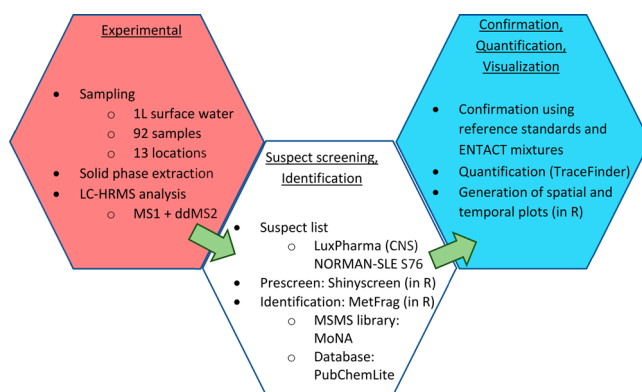 Experimental
• Sampling
o 1L surface water
o 92 samples
o 13 locations
• Solid phase extraction
• LC-HRMS analysis
o MS1 + ddMS2
Suspect screening,
Identification
• Suspect list
o LuxPharma (CNS)
NORMAN-SLE S76
• Prescreen: Shinyscreen (in R)
• Identification: MetFrag (in R)
o MSMS library:
MoNA
o Database:
PubChemLite
Confirmation,
Quantification,
Visualization
• Confirmation using
reference standards and
ENTACT mixtures
• Quantification (TraceFinder)
• Generation of spatial and
temporal plots (in R)